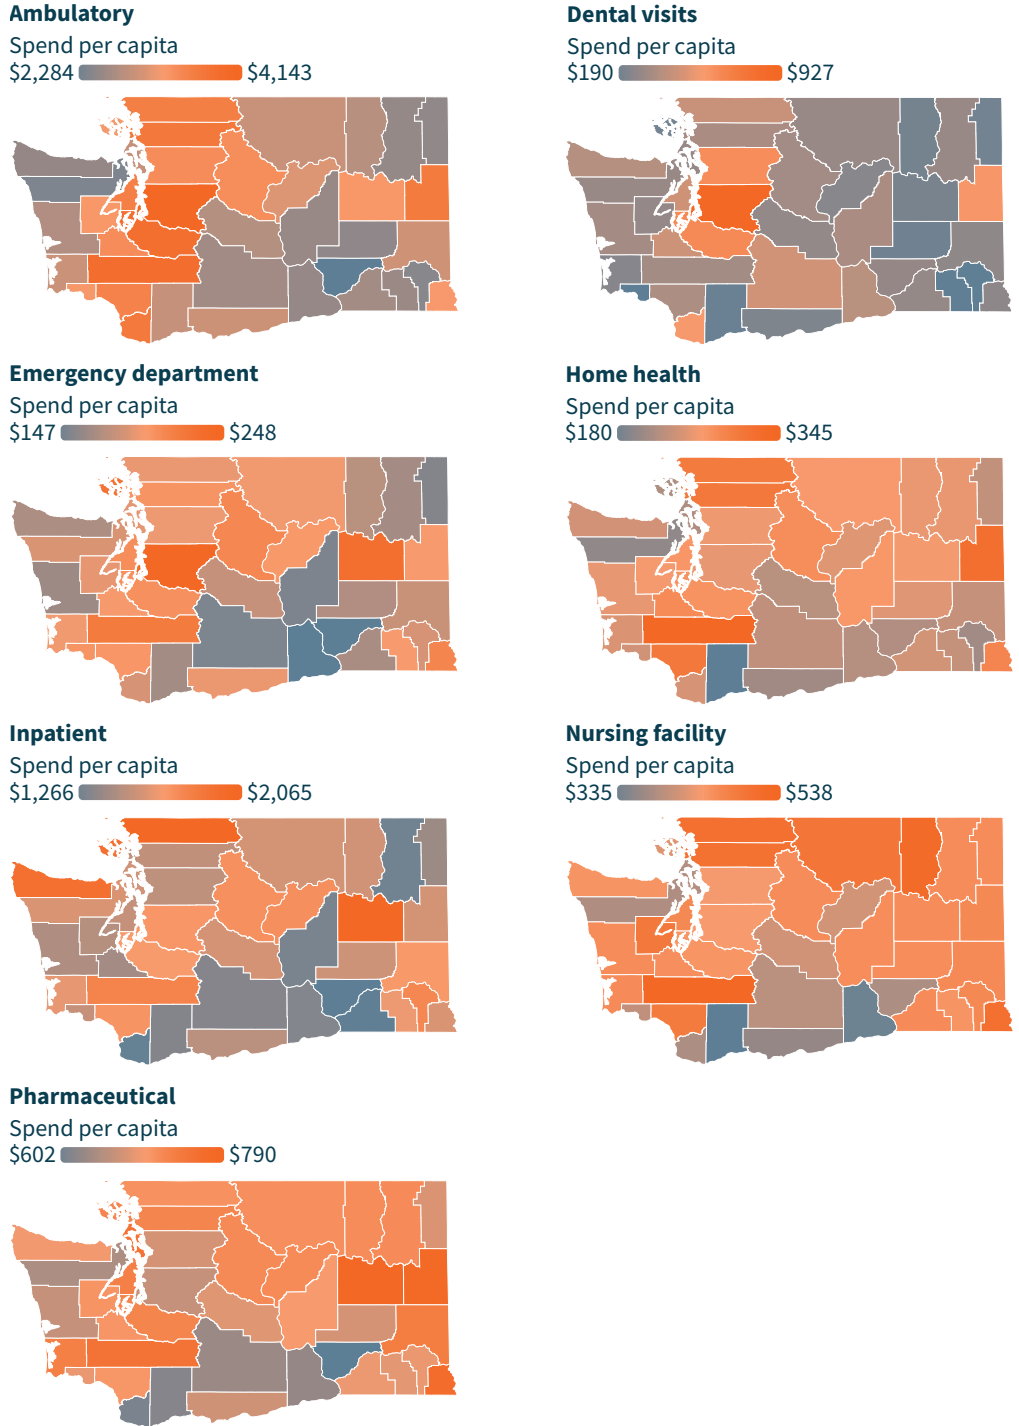 Ambulatory
Spend per capita
$2,284 $4,143
Dental visits
Spend per capita
$190 $927
Emergency department
Spend per capita
$147 $248
Home health
Spend per capita
$180 $345
Inpatient
Spend per capita
$1,266 $2,065
Nursing facility
Spend per capita
$335 $538
Pharmaceutical
Spend per capita
$602 $790